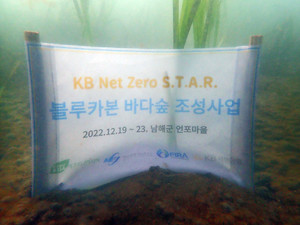 KB Net Zero S.T.A.R.
블루카본 바다숲 조성사업
2022.12.19 ~ 23. 남해군 언포마을